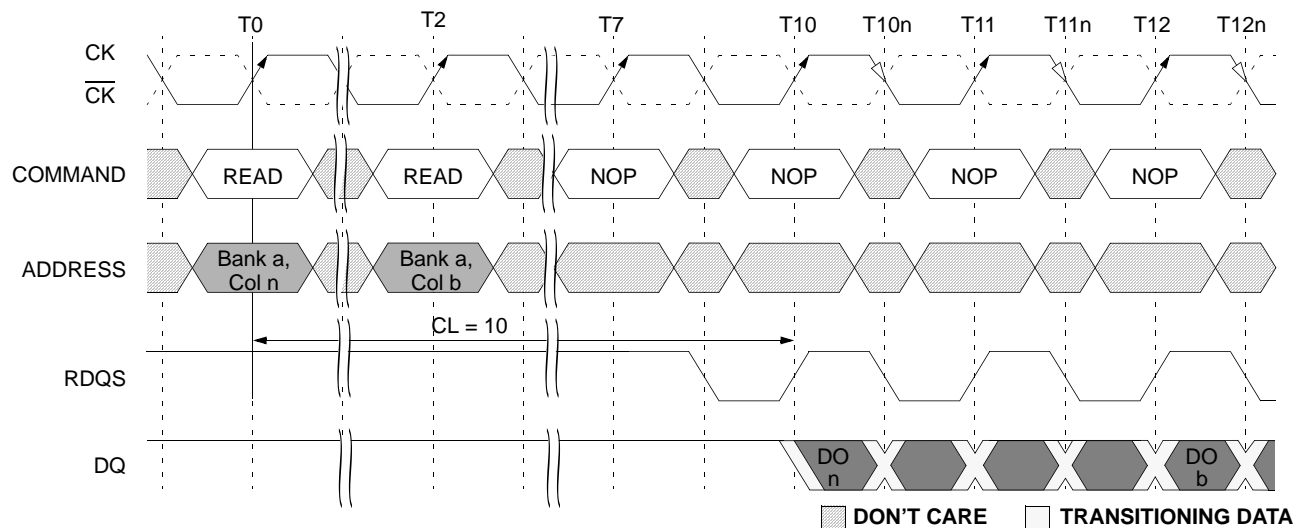 T0 T2 T7 T10 T10n T11 T11n T12 T12n
CK
CK
COMMAND READ READ NOP NOP NOP NOP
ADDRESS Bank a, Col n Bank a, Col b
CL = 10
RDQS
DQ DO n DO b
DON'T CARE TRANSITIONING DATA